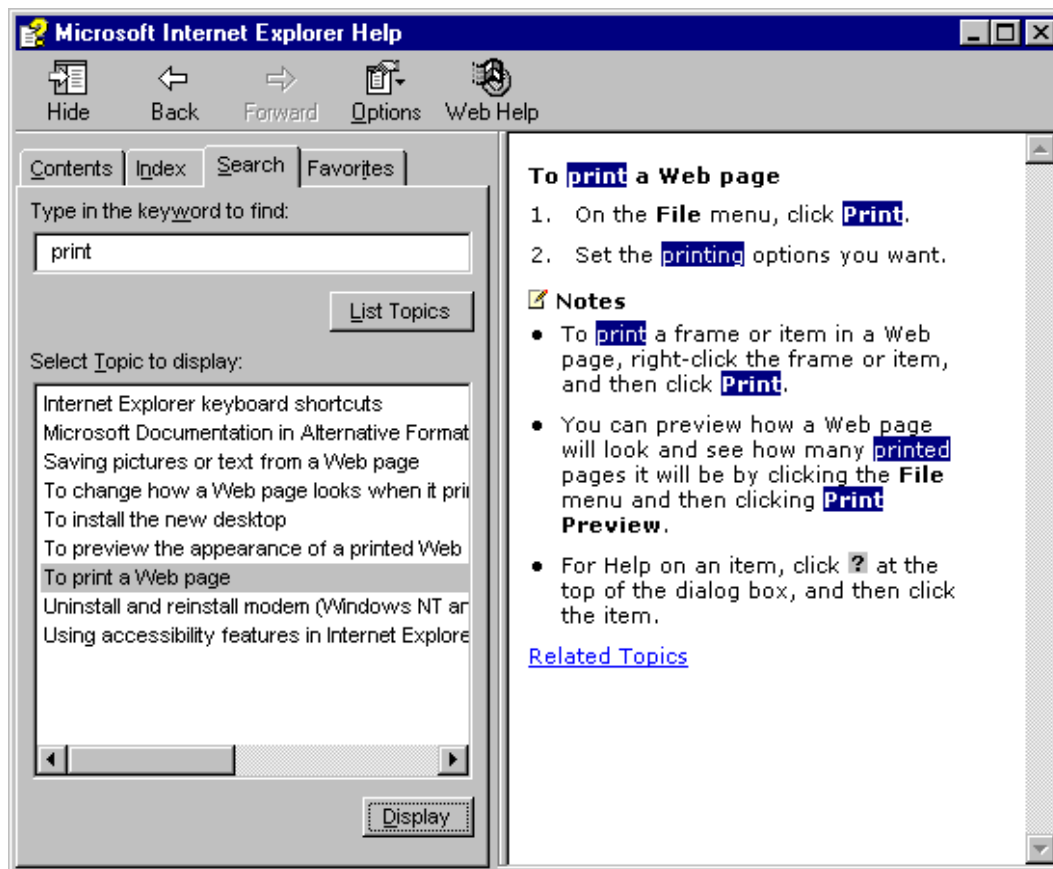 Microsoft Internet Explorer Help
Hide Back Forward Options Web Help
Contents Index Search Favorites
Type in the keyword to find:
print
List Topics
Select Topic to display:
Internet Explorer keyboard shortcuts
Microsoft Documentation in Alternative Format
Saving pictures or text from a Web page
To change how a Web page looks when it pri
To install the new desktop
To preview the appearance of a printed Web
To print a Web page
Uninstall and reinstall modem (Windows NT an
Using accessibility features in Internet Explore
Display
To print a Web page
1. On the File menu, click Print.
2. Set the printing options you want.
Notes
● To print a frame or item in a Web
page, right-click the frame or item,
and then click Print.
● You can preview how a Web page
will look and see how many printed
pages it will be by clicking the File
menu and then clicking Print
Preview.
● For Help on an item, click ? at the
top of the dialog box, and then click
the item.
Related Topics